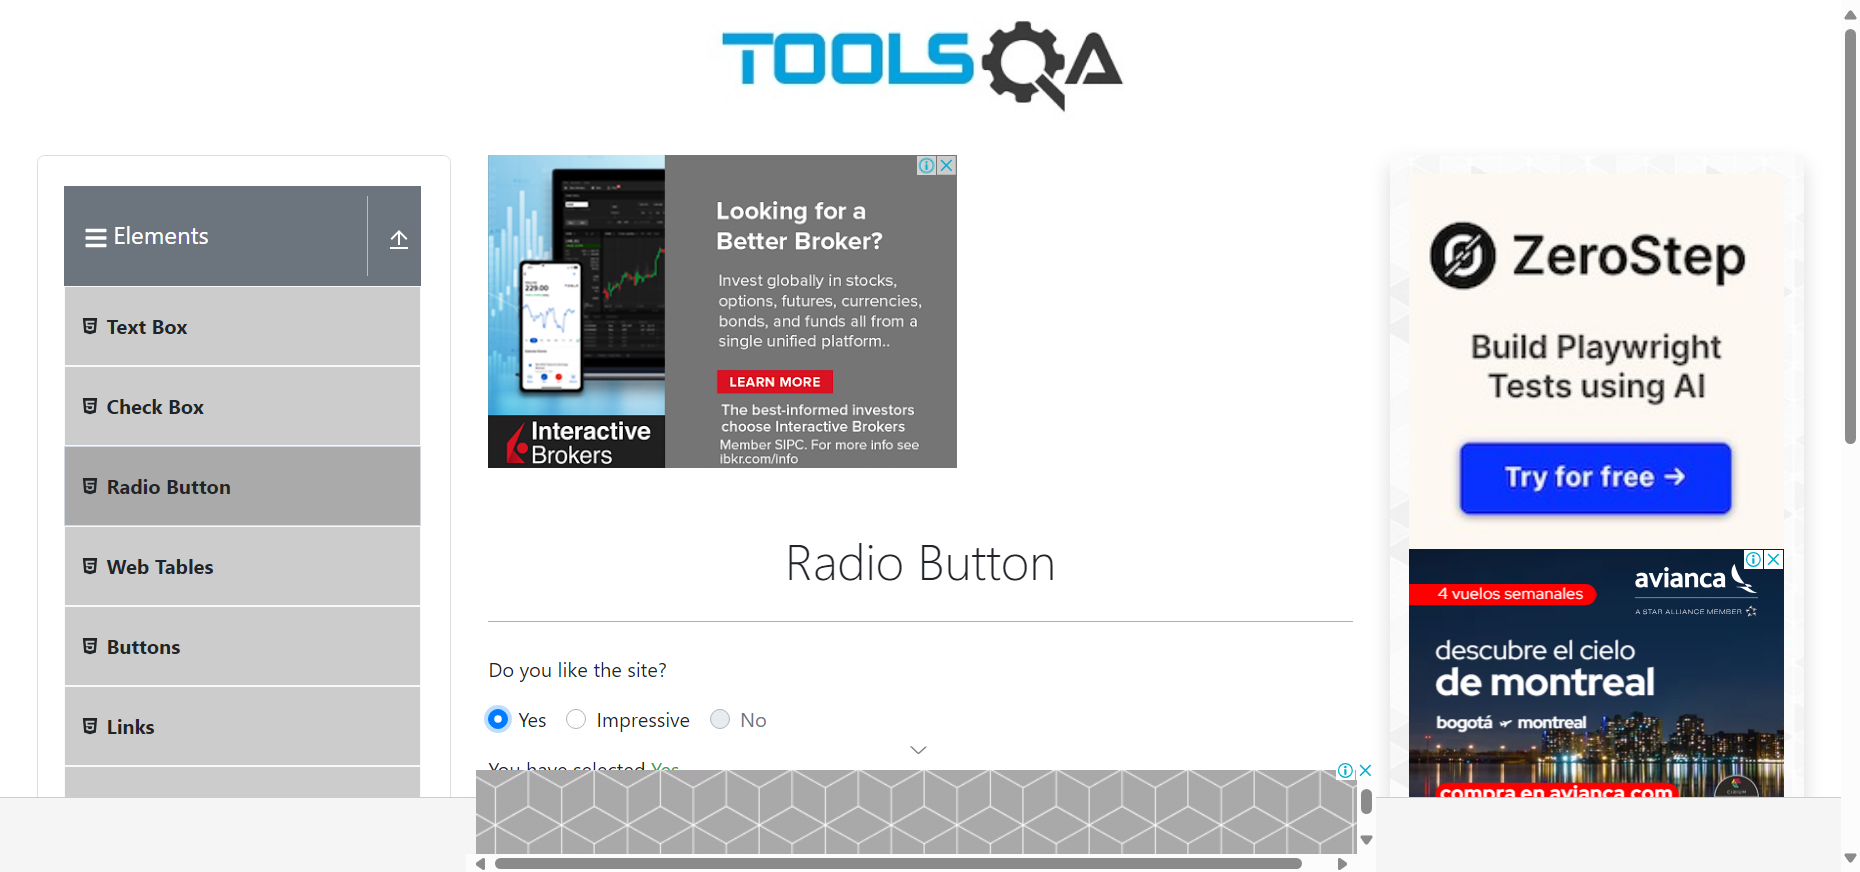 TOOLSQA
Elements
Text Box
Check Box
Radio Button
Web Tables
Buttons
Links
Looking for a
Better Broker?
Invest globally in stocks,
options, futures, currencies,
bonds, and funds all from a
single unified platform..
LEARN MORE
The best-informed investors
choose Interactive Brokers
Member SIPC. For more info see
ibkr.com/info
Interactive
Brokers
229.00
Radio Button
Do you like the site?
Yes
Impressive
No
You have selected Yes
ZeroStep
Build Playwright
Tests using AI
Try for free →
4 vuelos semanales
avianca
A STAR ALLIANCE MEMBER
descubre el cielo
de montreal
bogotá montreal
compra en avianca.com